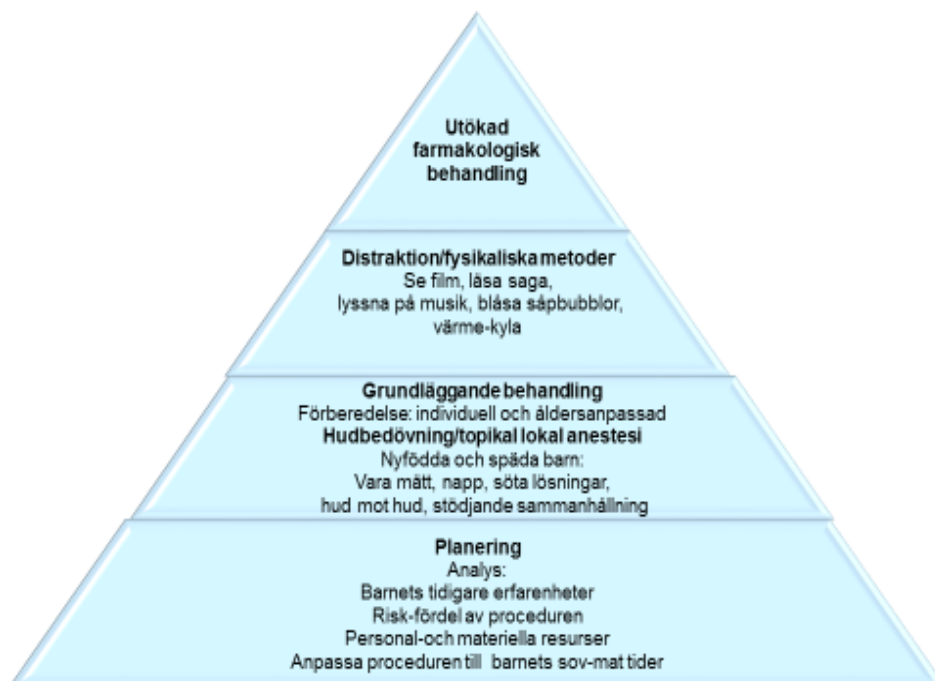 Utökad
farmakologisk
behandling
Distraktion/fysikaliska metoder
Se film, läsa saga,
lyssna på musik, blåsa såpbubblor,
värme-kyla
Grundläggande behandling
Förberedelse: individuell och åldersanpassad
Hudbedövning/topikal lokal anestesi
Nyfödda och späda barn:
Vara mätt, napp, söta lösningar,
hud mot hud, stödjande sammanhållning
Planering
Analys:
Barnets tidigare erfarenheter
Risk-fördel av proceduren
Personal-och materiella resurser
Anpassa proceduren till barnets sov-mat tider